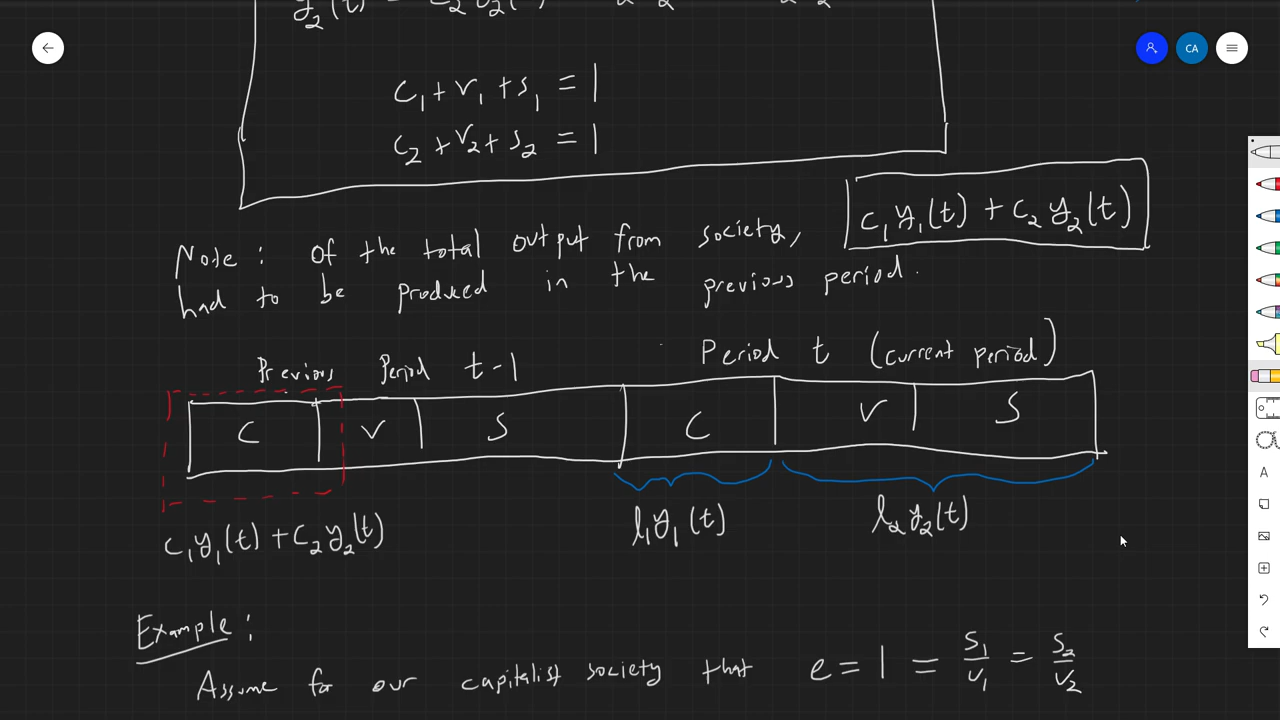 c₁ + v₁ + s₁ = 1
c₂ + v₂ + s₂ = 1
c₁y₁(t) + c₂y₂(t)
Note : Of the total output from society,
had to be produced in the previous period.
Previous Period t-1
Period t (current period)
C V S C V S
c₁y₁(t) + c₂y₂(t)
l₁y₁(t)
l₂y₂(t)
Example :
Assume for our capitalist society that e = 1 = s₁/v₁ = s₂/v₂
CA
A